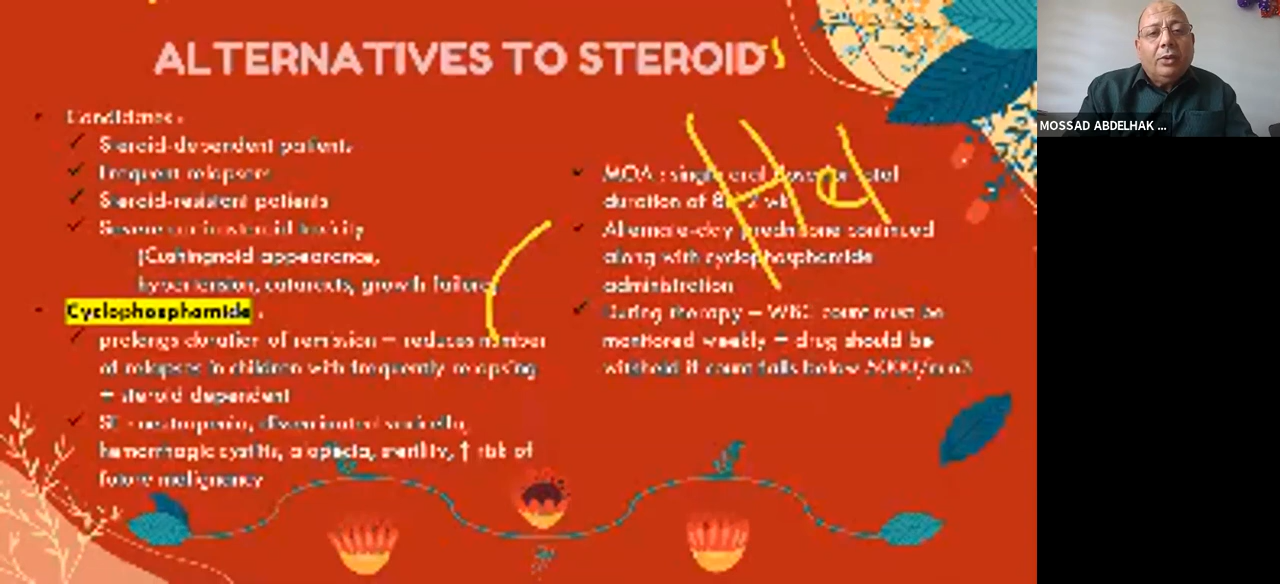 ALTERNATIVES TO STEROID
Candidates :
Steroid-dependent patients
Frequent relapsers
Steroid-resistant patients
Severe corticosteroid toxicity
(Cushingnoid appearance,
hypertension, cataracts, growth failure)
Cyclophosphamide :
prolongs duration of remission + reduces number
of relapses in children with frequently relapsing
+ steroid dependent
SE : neutropenia, disseminated varicella,
hemorrhagic cystitis, alopecia, sterility, ↑ risk of
future malignancy
MOA : single oral dose for total
duration of 8
Alternate-day prednisone continued
along with cyclophosphamide
administration
During therapy – WBC count must be
monitored weekly + drug should be
witheld if count falls below 5000/mm3
MOSSAD ABDELHAK ...